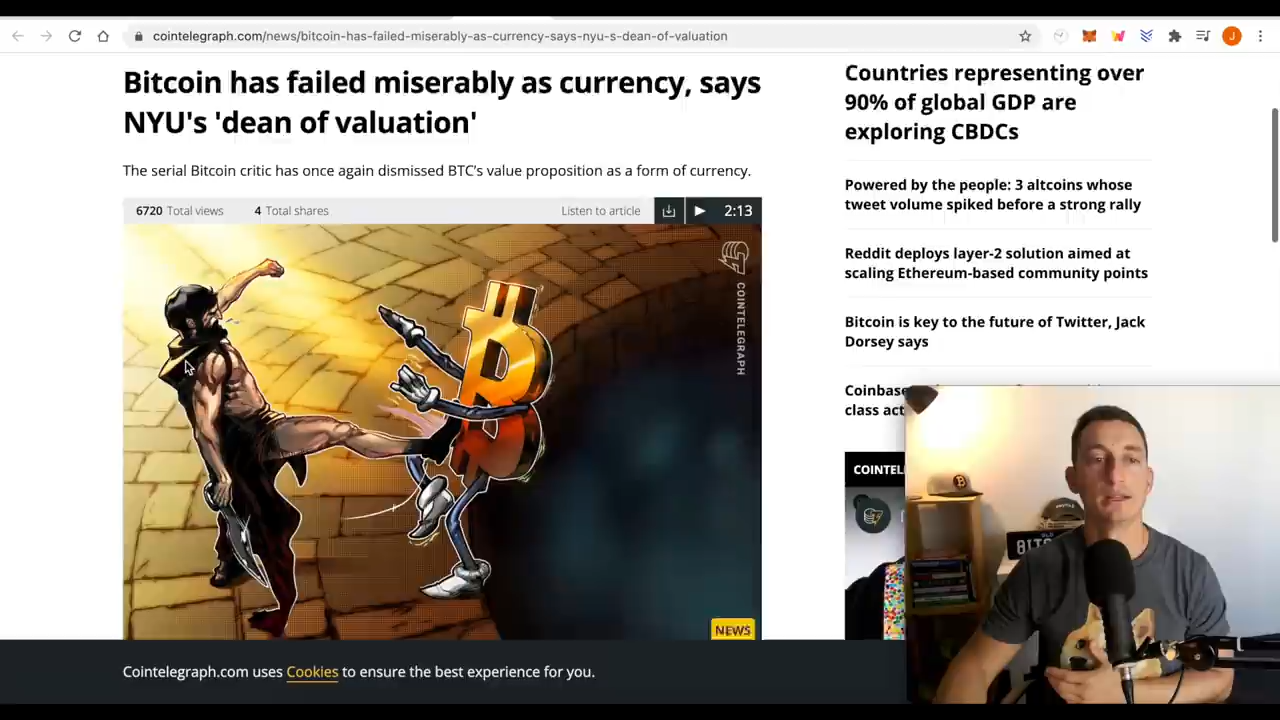 cointelegraph.com/news/bitcoin-has-failed-miserably-as-currency-says-nyu-s-dean-of-valuation
J
Bitcoin has failed miserably as currency, says
NYU's 'dean of valuation'
The serial Bitcoin critic has once again dismissed BTC’s value proposition as a form of currency.
6720 Total views
4 Total shares
Listen to article
2:13
COINTELEGRAPH
NEWS
Countries representing over
90% of global GDP are
exploring CBDCs
Powered by the people: 3 altcoins whose
tweet volume spiked before a strong rally
Reddit deploys layer-2 solution aimed at
scaling Ethereum-based community points
Bitcoin is key to the future of Twitter, Jack
Dorsey says
Coinbase
class act
COINTELE
Cointelegraph.com uses Cookies to ensure the best experience for you.